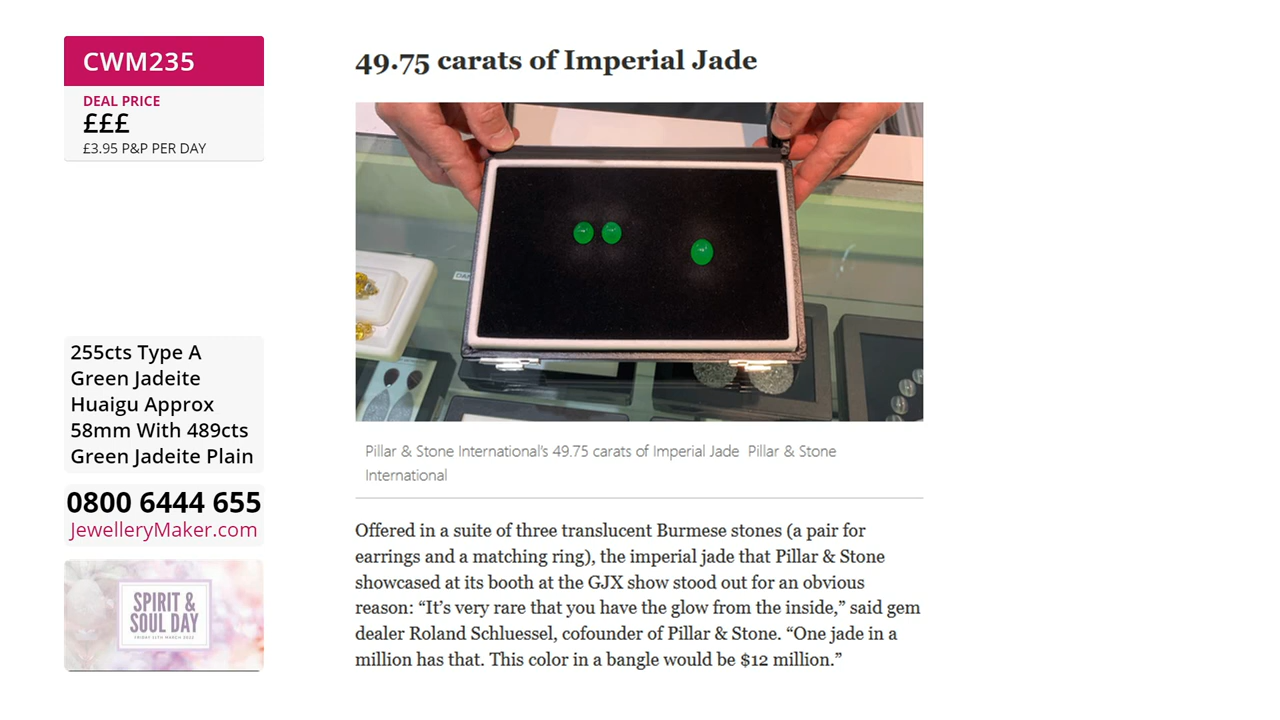 CWM235
DEAL PRICE
£££
£3.95 P&P PER DAY
255cts Type A
Green Jadeite
Huaigu Approx
58mm With 489cts
Green Jadeite Plain
0800 6444 655
JewelleryMaker.com
SPIRIT &
SOUL DAY
FRIDAY 11TH MARCH 2022
49.75 carats of Imperial Jade
Pillar & Stone International's 49.75 carats of Imperial Jade Pillar & Stone
International
Offered in a suite of three translucent Burmese stones (a pair for
earrings and a matching ring), the imperial jade that Pillar & Stone
showcased at its booth at the GJX show stood out for an obvious
reason: “It’s very rare that you have the glow from the inside,” said gem
dealer Roland Schluessel, cofounder of Pillar & Stone. “One jade in a
million has that. This color in a bangle would be $12 million.”